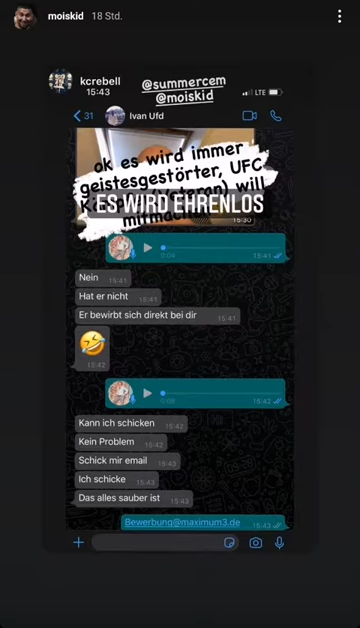 moiskid 18 Std.
kcrebell
15:43
@summercem
@moiskid
LTE
31 Ivan Ufd
ok es wird immer
geistesgestörter, UFC
will
ES WIRD EHRENLOS
15:30
0:04 15:41
Nein 15:41
Hat er nicht 15:41
Er bewirbt sich direkt bei dir 15:41
🤣
15:42
15:42
Kann ich schicken 15:42
Kein Problem 15:42
Schick mir email 15:43
Ich schicke 15:43
Das alles sauber ist 15:43
Bewerbung@maximum3.de 15:43